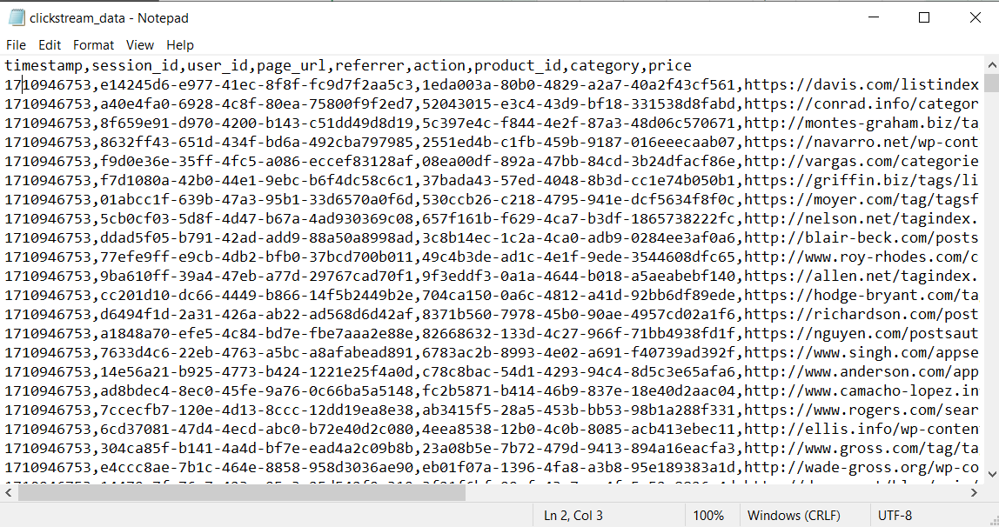 clickstream_data - Notepad
File Edit Format View Help
timestamp,session_id,user_id,page_url,referrer,action,product_id,category,price
1710946753,e14245d6-e977-41ec-8f8f-fc9d7f2aa5c3,1eda003a-80b0-4829-a2a7-40a2f43cf561,https://davis.com/listindex
1710946753,a40e4fa0-6928-4c8f-80ea-75800f9f2ed7,52043015-e3c4-43d9-bf18-331538d8fabd,https://conrad.info/categor
1710946753,8f659e91-d970-4200-b143-c51dd49d8d19,5c397e4c-f844-4e2f-87a3-48d06c570671,http://montes-graham.biz/ta
1710946753,8632ff43-651d-434f-bd6a-492cba797985,2551ed4b-c1fb-459b-9187-016eeecaab07,https://navarro.net/wp-cont
1710946753,f9d0e36e-35ff-4fc5-a086-eccef83128af,08ea00df-892a-47bb-84cd-3b24dfacf86e,http://vargas.com/categorie
1710946753,f7d1080a-42b0-44e1-9ebc-b6f4dc58c6c1,37bada43-57ed-4048-8b3d-cc1e74b050b1,https://griffin.biz/tags/li
1710946753,01abcc1f-639b-47a3-95b1-33d6570a0f6d,530ccb26-c218-4795-941e-dcf5634f8f0c,https://moyer.com/tag/tagsf
1710946753,5cb0cf03-5d8f-4d47-b67a-4ad930369c08,657f161b-f629-4ca7-b3df-1865738222fc,http://nelson.net/tagindex.
1710946753,ddad5f05-b791-42ad-add9-88a50a8998ad,3c8b14ec-1c2a-4ca0-adb9-0284ee3af0a6,http://blair-beck.com/posts
1710946753,77efe9ff-e9cb-4db2-bfb0-37bcd700b011,49c4b3de-ad1c-4e1f-9ede-3544608dfc65,http://www.roy-rhodes.com/c
1710946753,9ba610ff-39a4-47eb-a77d-29767cad70f1,9f3eddf3-0a1a-4644-b018-a5aeabebf140,https://allen.net/tagindex.
1710946753,cc201d10-dc66-4449-b866-14f5b2449b2e,704ca150-0a6c-4812-a41d-92bb6df89ede,http://hodge-bryant.com/ta
1710946753,d6494f1d-2a31-426a-ab22-ad568d6d42af,8371b560-7978-45b0-90ae-4957cd02a1f6,https://richardson.com/post
1710946753,a1848a70-efe5-4c84-bd7e-fbe7aaa2e88e,82668632-133d-4c27-966f-71bb4938fd1f,https://nguyen.com/postsaut
1710946753,7633d4c6-22eb-4763-a5bc-a8afabead891,6783ac2b-8993-4e02-a691-f40739ad392f,https://www.singh.com/appse
1710946753,14e56a21-b925-4773-b424-1221e25f4a0d,c78c8bac-54d1-4293-94c4-8d5c3e65afa6,http://www.anderson.com/app
1710946753,ad8bdec4-8ec0-45fe-9a76-0c66ba5a5148,fc2b5871-b414-46b9-837e-18e40d2aac04,http://www.camacho-lopez.in
1710946753,7ccecfb7-120e-4d13-8ccc-12dd19ea8e38,ab3415f5-28a5-453b-bb53-98b1a288f331,https://www.rogers.com/sear
1710946753,6cd37081-47d4-4ecd-abc0-b72e40d2c080,4eea8538-12b0-4c0b-8085-acb413ebec11,http://ellis.info/wp-conten
1710946753,304ca85f-b141-4a4d-bf7e-ead4a2c09b8b,23a08b5e-7b72-479d-9413-894a16eacfa3,http://www.gross.com/tag/ta
1710946753,e4ccc8ae-7b1c-464e-8858-958d3036ae90,eb01f07a-1396-4fa8-a3b8-95e189383a1d,http://wade-gross.org/wp-co
Ln 2, Col 3 100% Windows (CRLF) UTF-8